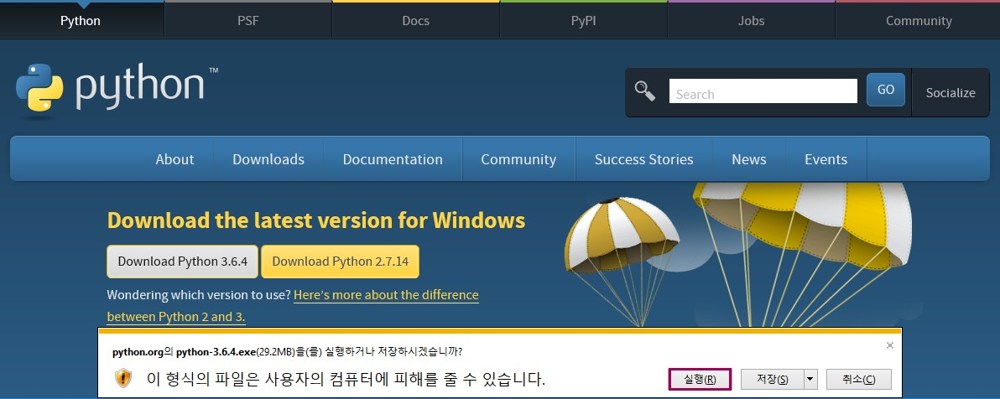 Python PSF Docs PyPI Jobs Community
python™
Search GO Socialize
About Downloads Documentation Community Success Stories News Events
Download the latest version for Windows
Download Python 3.6.4 Download Python 2.7.14
Wondering which version to use? Here's more about the difference
between Python 2 and 3.
python.org의 python-3.6.4.exe(29.2MB)을(를) 실행하거나 저장하시겠습니까?
이 형식의 파일은 사용자의 컴퓨터에 피해를 줄 수 있습니다. 실행(R) 저장(S) 취소(C)